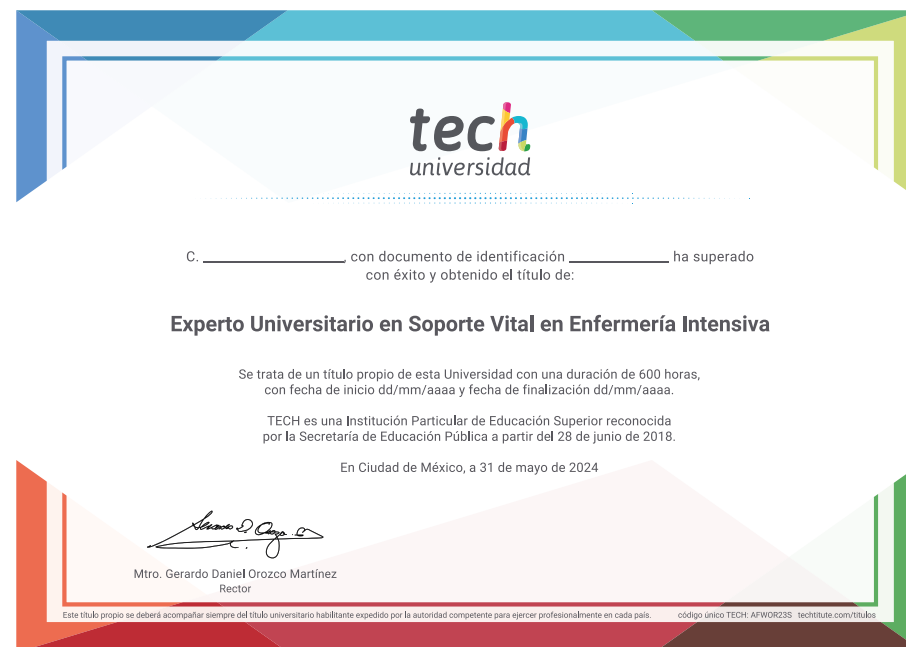 tech
universidad
C. ____________________, con documento de identificación ______________ ha superado
con éxito y obtenido el título de:
Experto Universitario en Soporte Vital en Enfermería Intensiva
Se trata de un título propio de esta Universidad con una duración de 600 horas,
con fecha de inicio dd/mm/aaaa y fecha de finalización dd/mm/aaaa.
TECH es una Institución Particular de Educación Superior reconocida
por la Secretaría de Educación Pública a partir del 28 de junio de 2018.
En Ciudad de México, a 31 de mayo de 2024
Mtro. Gerardo Daniel Orozco Martínez
Rector
Este título propio se deberá acompañar siempre del título universitario habilitante expedido por la autoridad competente para ejercer profesionalmente en cada país. código único TECH: AFWOR23S techtitute.com/titulos